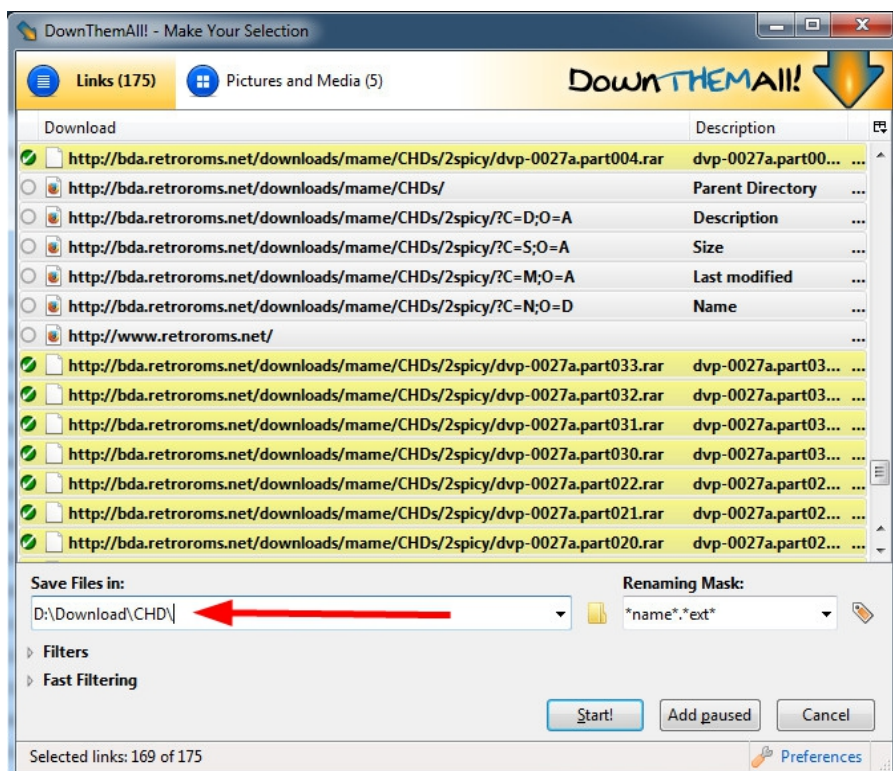 DownThemAll! - Make Your Selection
Links (175) Pictures and Media (5) DownTHEMAll!
Download Description
http://bda.retroroms.net/downloads/mame/CHDs/2spicy/dvp-0027a.part004.rar dvp-0027a.part00... ...
http://bda.retroroms.net/downloads/mame/CHDs/ Parent Directory ...
http://bda.retroroms.net/downloads/mame/CHDs/2spicy/?C=D;O=A Description ...
http://bda.retroroms.net/downloads/mame/CHDs/2spicy/?C=S;O=A Size ...
http://bda.retroroms.net/downloads/mame/CHDs/2spicy/?C=M;O=A Last modified ...
http://bda.retroroms.net/downloads/mame/CHDs/2spicy/?C=N;O=D Name ...
http://www.retroroms.net/ ...
http://bda.retroroms.net/downloads/mame/CHDs/2spicy/dvp-0027a.part033.rar dvp-0027a.part03... ...
http://bda.retroroms.net/downloads/mame/CHDs/2spicy/dvp-0027a.part032.rar dvp-0027a.part03... ...
http://bda.retroroms.net/downloads/mame/CHDs/2spicy/dvp-0027a.part031.rar dvp-0027a.part03... ...
http://bda.retroroms.net/downloads/mame/CHDs/2spicy/dvp-0027a.part030.rar dvp-0027a.part03... ...
http://bda.retroroms.net/downloads/mame/CHDs/2spicy/dvp-0027a.part022.rar dvp-0027a.part02... ...
http://bda.retroroms.net/downloads/mame/CHDs/2spicy/dvp-0027a.part021.rar dvp-0027a.part02... ...
http://bda.retroroms.net/downloads/mame/CHDs/2spicy/dvp-0027a.part020.rar dvp-0027a.part02... ...
Save Files in: Renaming Mask:
D:\Download\CHD\ *name*.*ext*
Filters
Fast Filtering
Start! Add paused Cancel
Selected links: 169 of 175 Preferences